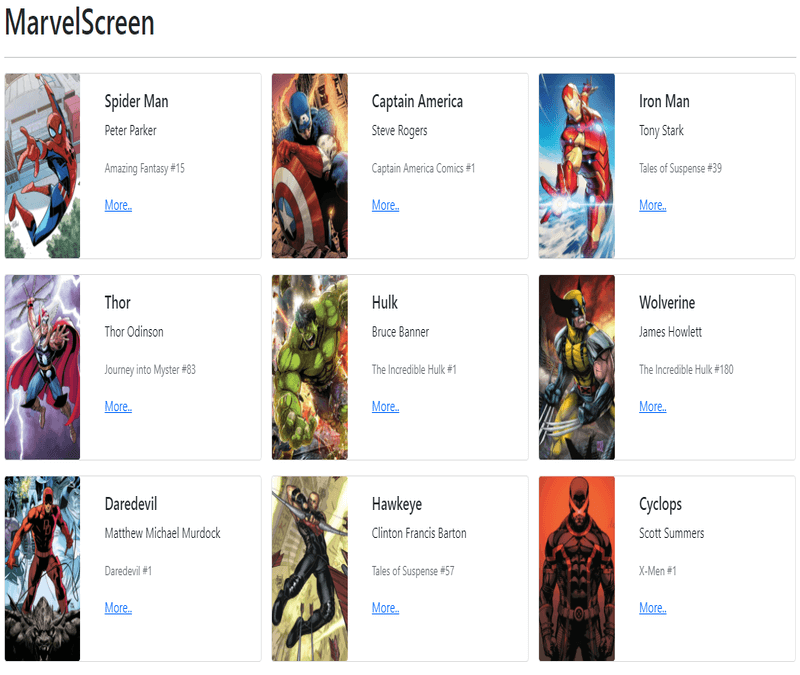 MarvelScreen
Spider Man
Peter Parker
Amazing Fantasy #15
More..
Captain America
Steve Rogers
Captain America Comics #1
More..
Iron Man
Tony Stark
Tales of Suspense #39
More..
Thor
Thor Odinson
Journey into Myster #83
More..
Hulk
Bruce Banner
The Incredible Hulk #1
More..
Wolverine
James Howlett
The Incredible Hulk #180
More..
Daredevil
Matthew Michael Murdock
Daredevil #1
More..
Hawkeye
Clinton Francis Barton
Tales of Suspense #57
More..
Cyclops
Scott Summers
X-Men #1
More..